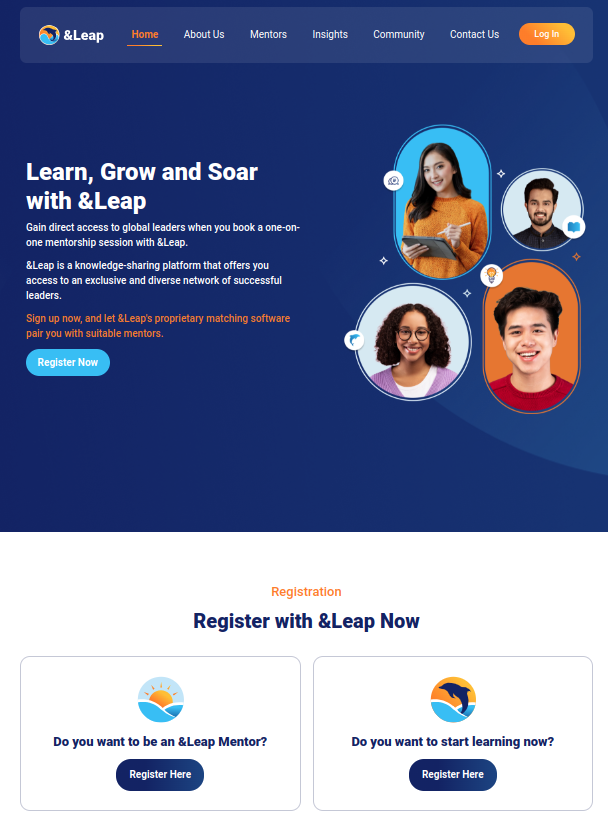 &Leap
Home
About Us
Mentors
Insights
Community
Contact Us
Log In
Learn, Grow and Soar
with &Leap
Gain direct access to global leaders when you book a one-on-
one mentorship session with &Leap.
&Leap is a knowledge-sharing platform that offers you
access to an exclusive and diverse network of successful
leaders.
Sign up now, and let &Leap's proprietary matching software
pair you with suitable mentors.
Register Now
Registration
Register with &Leap Now
Do you want to be an &Leap Mentor?
Register Here
Do you want to start learning now?
Register Here